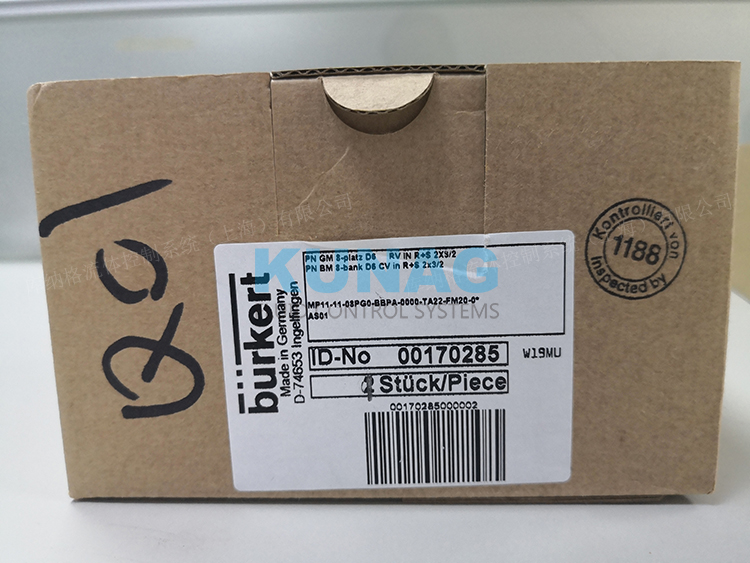 PN GM 8-platz D6 RV IN R+S 2X3/2
PN BM 8-bank D6 CV in R+S 2x3/2
KUNAG
CONTROL SYSTEMS
MP11-11-08PG0-BBPA-0000-TA22-FM20-0*
AS01
bürkert
Made in Germany
D-74653 Ingelfingen
ID-No 00170285
W19MU
Stück/Piece
00170285000002
Kontrolliert von
1188
Inspected by